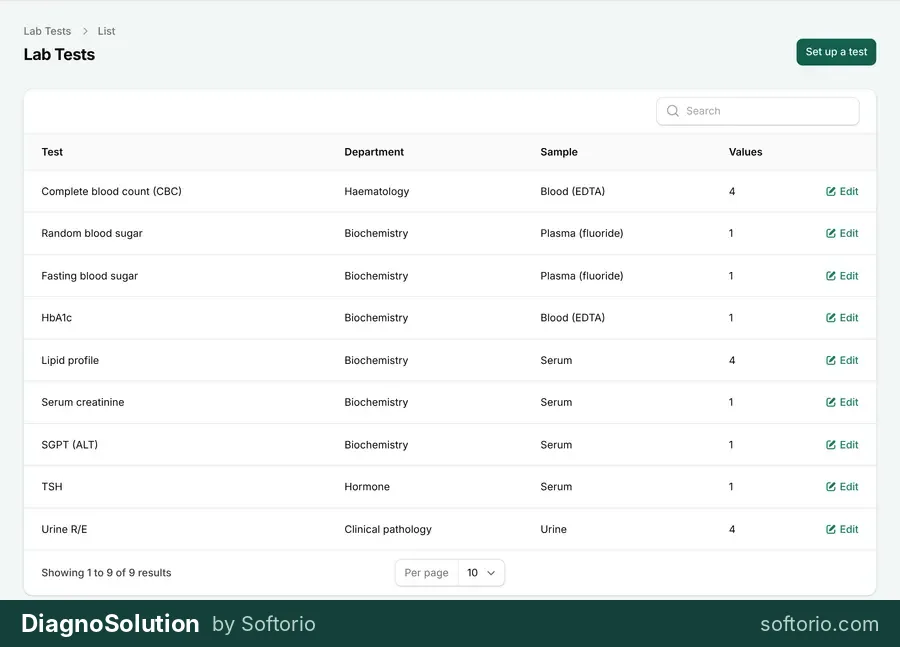 Lab Tests > List
Lab Tests
Set up a test
Search
Test Department Sample Values
Complete blood count (CBC) Haematology Blood (EDTA) 4 Edit
Random blood sugar Biochemistry Plasma (fluoride) 1 Edit
Fasting blood sugar Biochemistry Plasma (fluoride) 1 Edit
HbA1c Biochemistry Blood (EDTA) 1 Edit
Lipid profile Biochemistry Serum 4 Edit
Serum creatinine Biochemistry Serum 1 Edit
SGPT (ALT) Biochemistry Serum 1 Edit
TSH Hormone Serum 1 Edit
Urine R/E Clinical pathology Urine 4 Edit
Showing 1 to 9 of 9 results Per page 10
DiagnoSolution by Softorio softorio.com